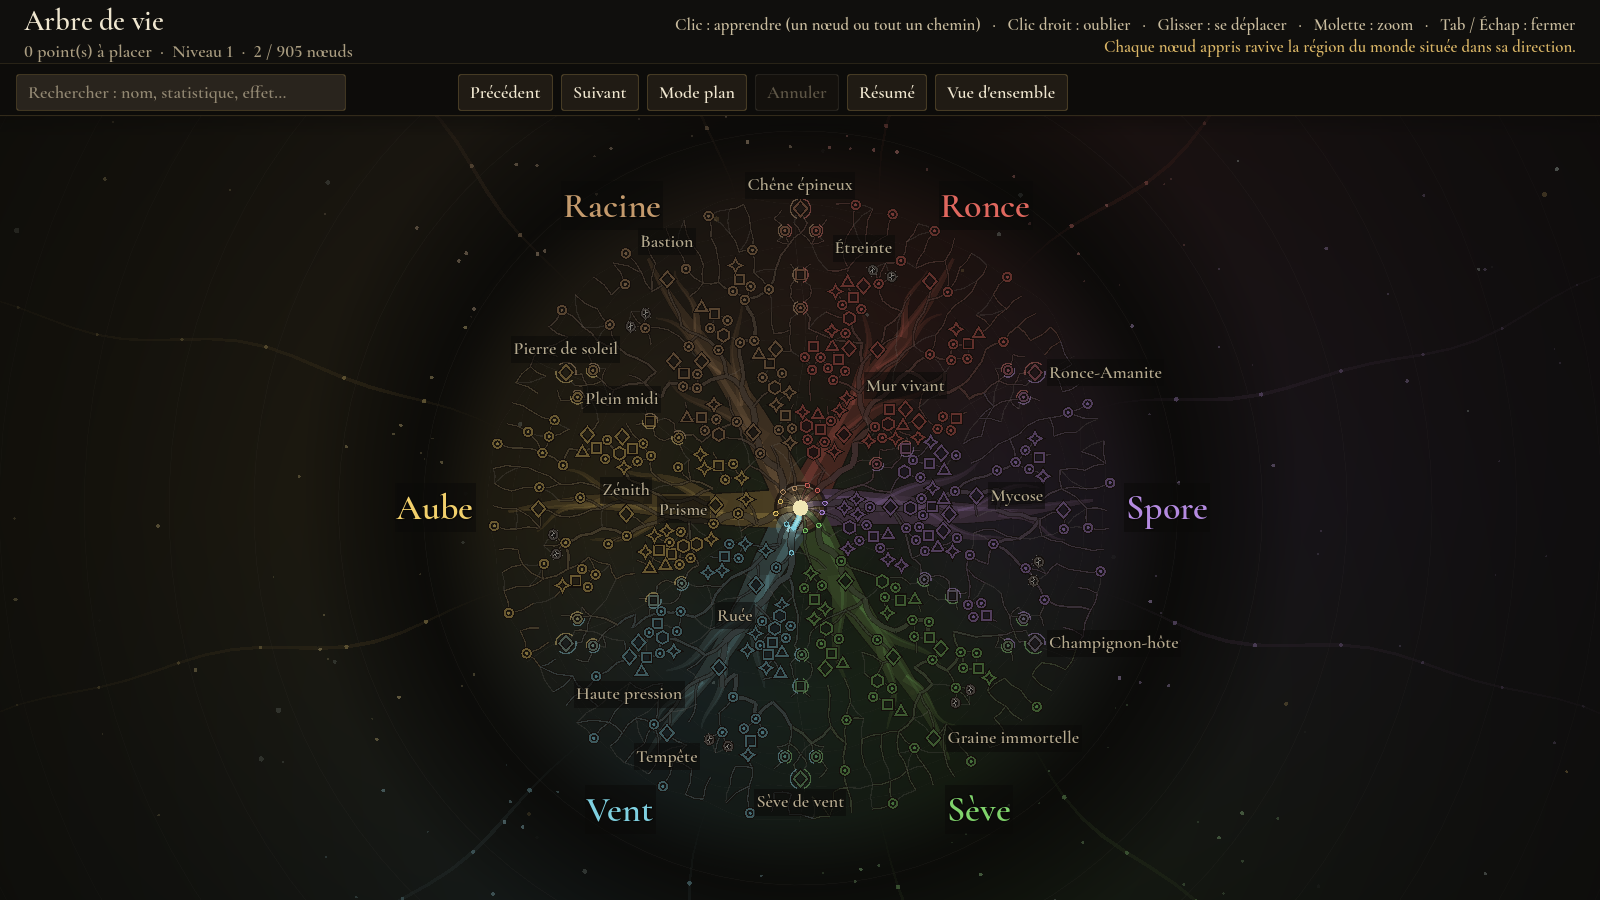 Arbre de vie
0 point(s) à placer · Niveau 1 · 2 / 905 nœuds
Clic : apprendre (un nœud ou tout un chemin) · Clic droit : oublier · Glisser : se déplacer · Molette : zoom · Tab / Échap : fermer
Chaque nœud appris ravive la région du monde située dans sa direction.
Rechercher : nom, statistique, effet...
Précédent
Suivant
Mode plan
Annuler
Résumé
Vue d'ensemble
Chêne épineux
Racine
Ronce
Bastion
Étreinte
Pierre de soleil
Ronce-Amanite
Mur vivant
Plein midi
Zénith
Mycose
Aube
Prisme
Spore
Ruée
Champignon-hôte
Haute pression
Graine immortelle
Tempête
Sève de vent
Vent
Sève